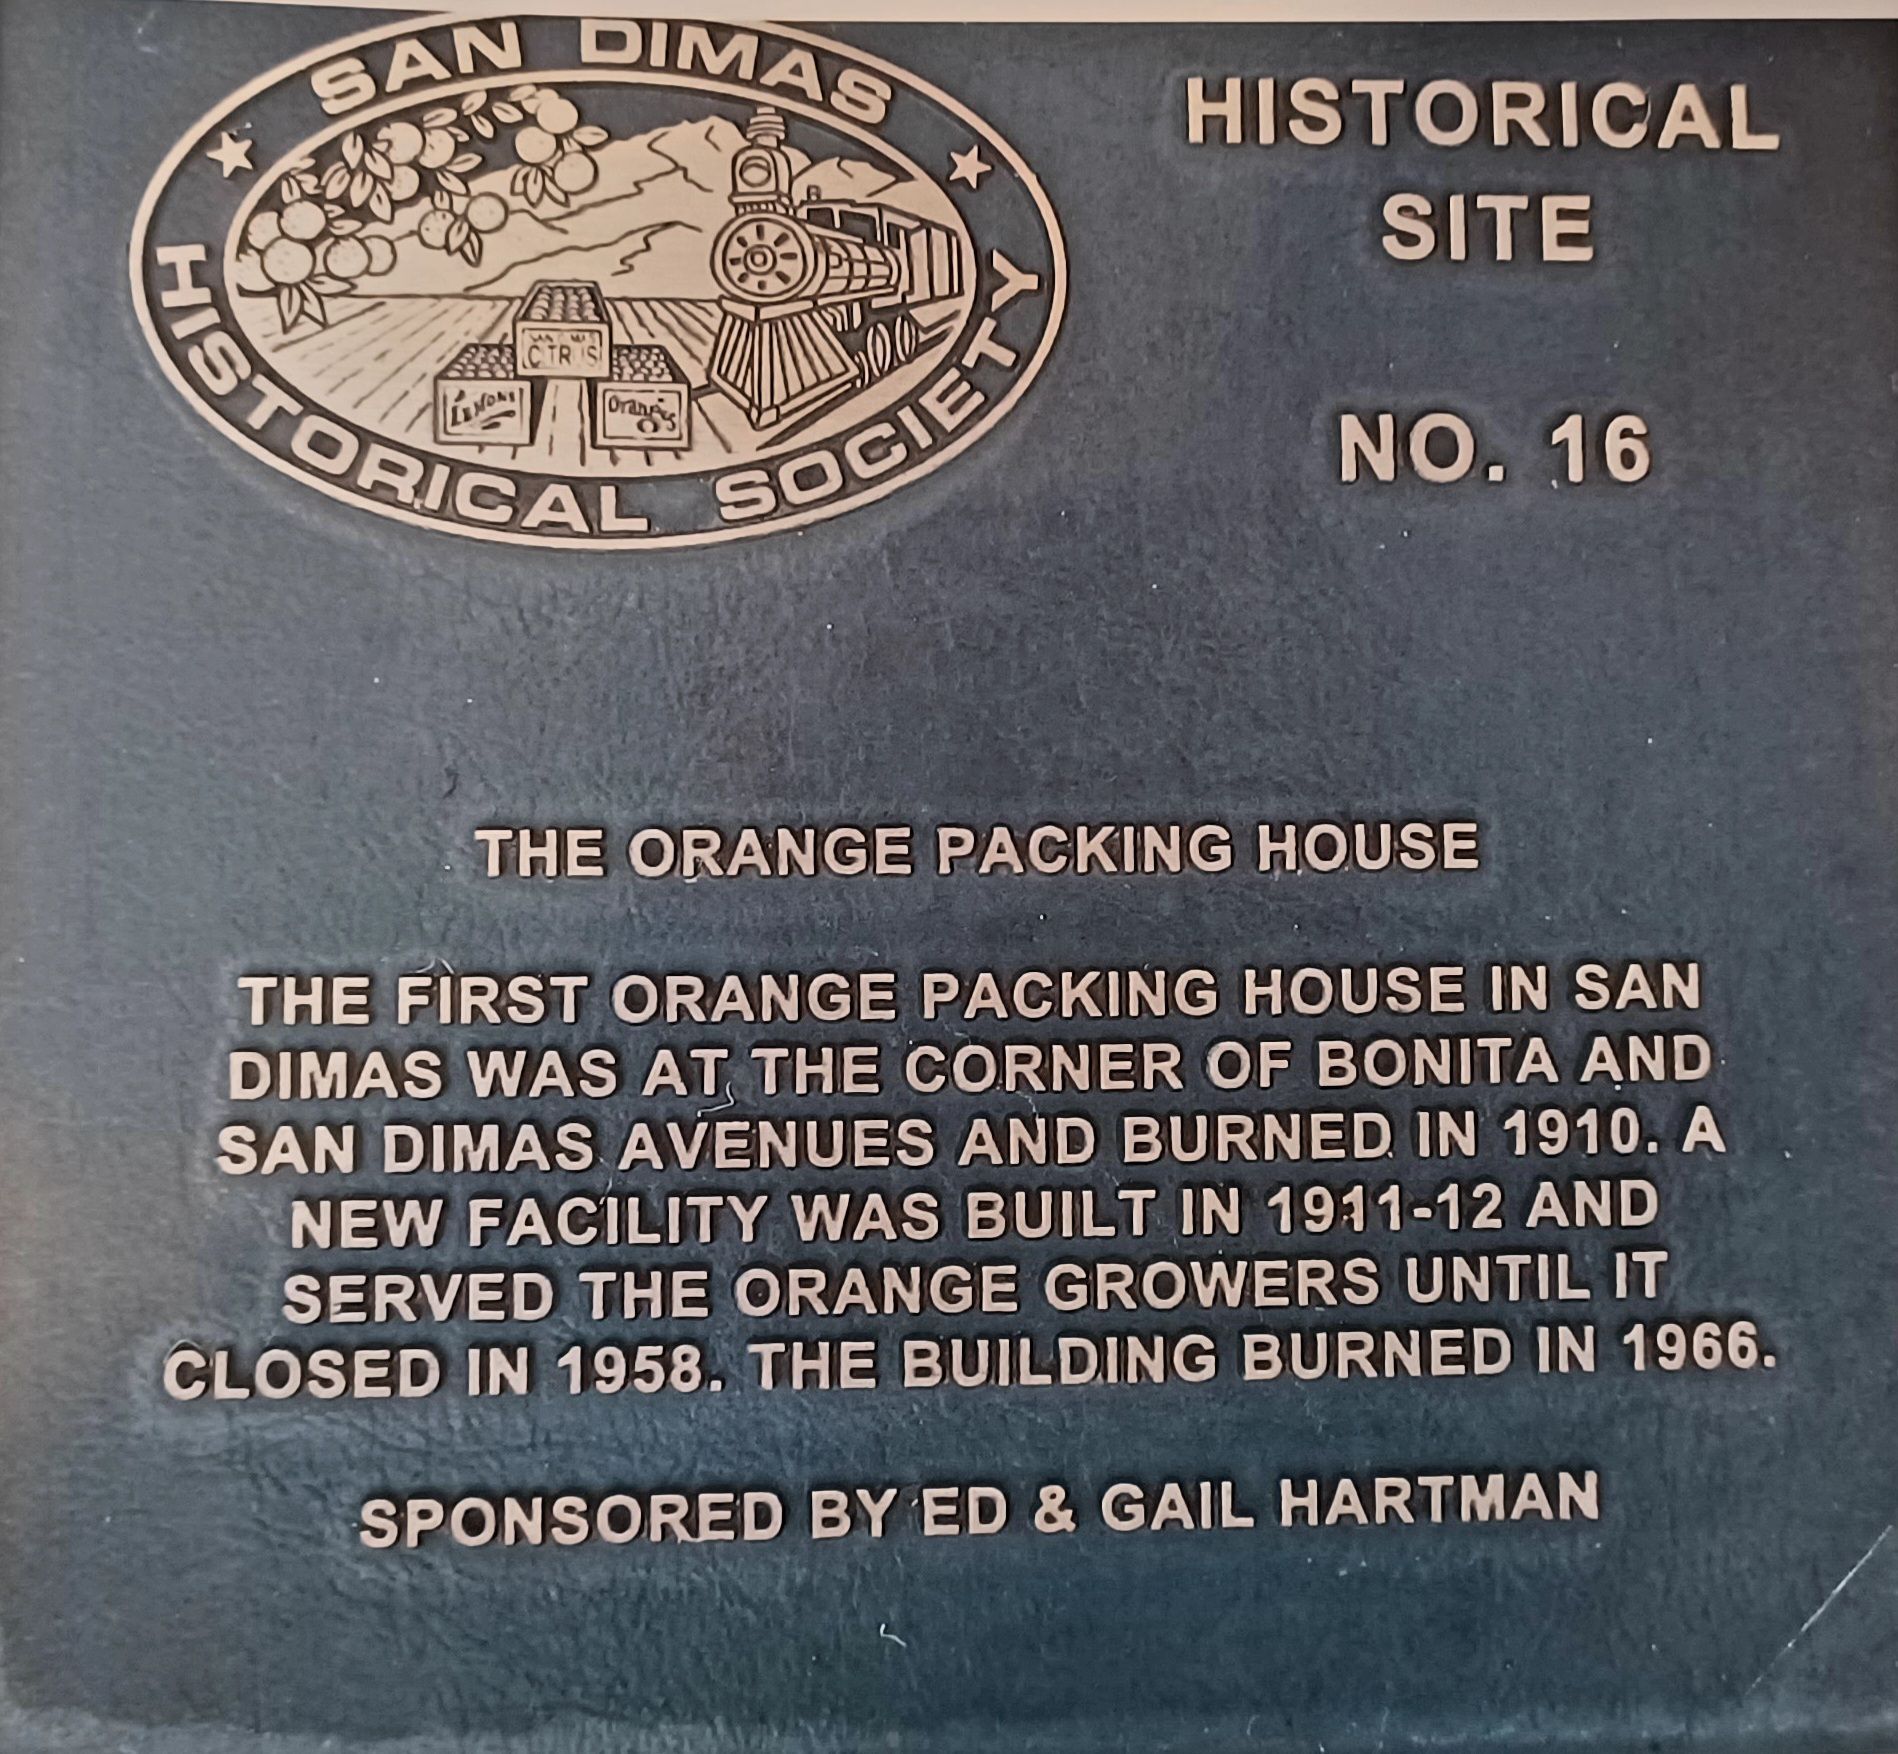 SAN DIMAS
HISTORICAL SOCIETY
CITRUS
LEMONS
Oranges
HISTORICAL
SITE
NO. 16
THE ORANGE PACKING HOUSE
THE FIRST ORANGE PACKING HOUSE IN SAN
DIMAS WAS AT THE CORNER OF BONITA AND
SAN DIMAS AVENUES AND BURNED IN 1910. A
NEW FACILITY WAS BUILT IN 1911-12 AND
SERVED THE ORANGE GROWERS UNTIL IT
CLOSED IN 1958. THE BUILDING BURNED IN 1966.
SPONSORED BY ED & GAIL HARTMAN